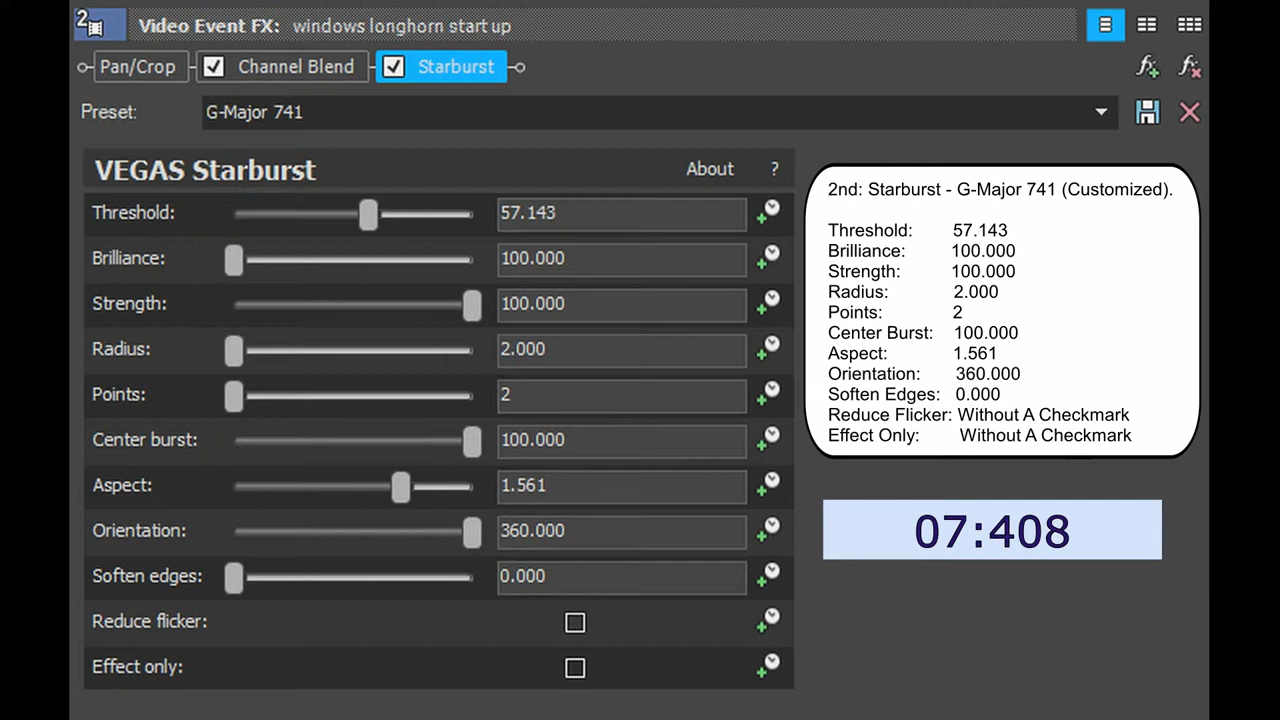 2
Video Event FX: windows longhorn start up
Pan/Crop Channel Blend Starburst
Preset: G-Major 741
VEGAS Starburst About ?
Threshold: 57.143
Brilliance: 100.000
Strength: 100.000
Radius: 2.000
Points: 2
Center burst: 100.000
Aspect: 1.561
Orientation: 360.000
Soften edges: 0.000
Reduce flicker:
Effect only:
2nd: Starburst - G-Major 741 (Customized).
Threshold: 57.143
Brilliance: 100.000
Strength: 100.000
Radius: 2.000
Points: 2
Center Burst: 100.000
Aspect: 1.561
Orientation: 360.000
Soften Edges: 0.000
Reduce Flicker: Without A Checkmark
Effect Only: Without A Checkmark
07:408